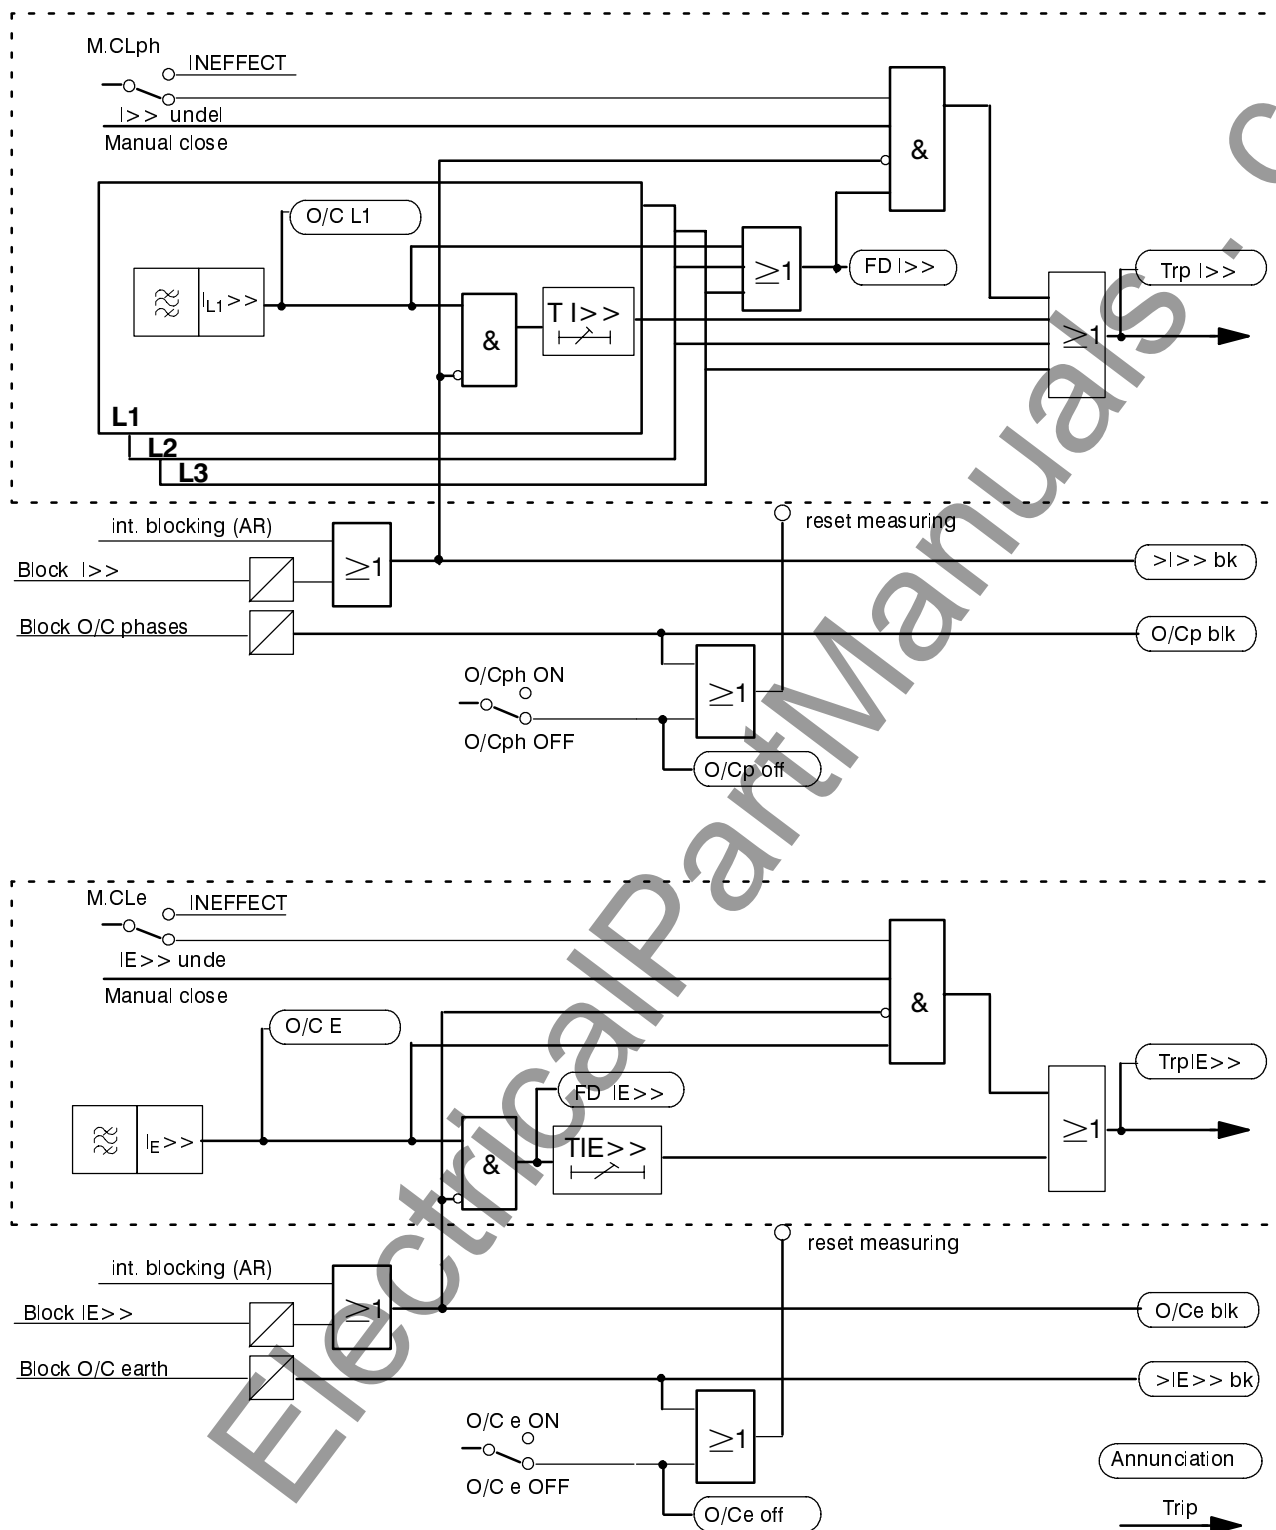 M.CLph
INEFFECT
I>> undel
Manual close
&
O/C L1
IL1>>
&
T I>>
≥1
FD I>>
≥1
Trp I>>
L1
L2
L3
int. blocking (AR)
Block I>>
≥1
reset measuring
>I>> bk
Block O/C phases
O/Cp blk
O/Cph ON
O/Cph OFF
≥1
O/Cp off
M.CLe
INEFFECT
IE>> unde
Manual close
&
O/C E
FD IE>>
TrpIE>>
IE>>
&
TIE>>
≥1
reset measuring
int. blocking (AR)
Block IE>>
≥1
O/Ce blk
Block O/C earth
>IE>> bk
O/C e ON
O/C e OFF
≥1
O/Ce off
Annunciation
Trip
ElectricalPartManuals . c